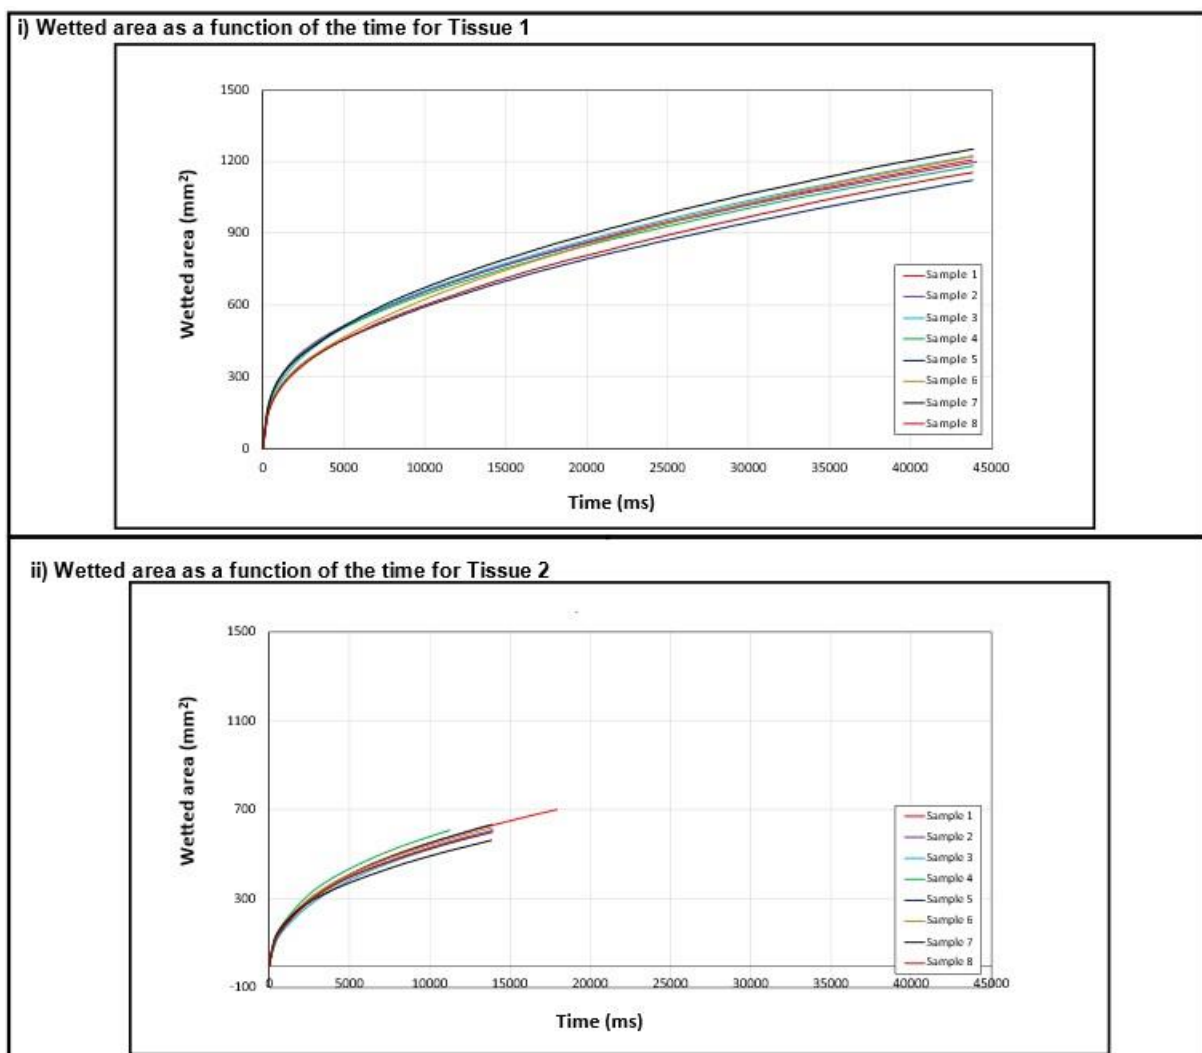 i) Wetted area as a function of the time for Tissue 1
Wetted area (mm²)
1500
1200
900
600
300
0
0 5000 10000 15000 20000 25000 30000 35000 40000 45000
Time (ms)
Sample 1
Sample 2
Sample 3
Sample 4
Sample 5
Sample 6
Sample 7
Sample 8
ii) Wetted area as a function of the time for Tissue 2
Wetted area (mm²)
1500
1100
700
300
-100
0 5000 10000 15000 20000 25000 30000 35000 40000 45000
Time (ms)
Sample 1
Sample 2
Sample 3
Sample 4
Sample 5
Sample 6
Sample 7
Sample 8